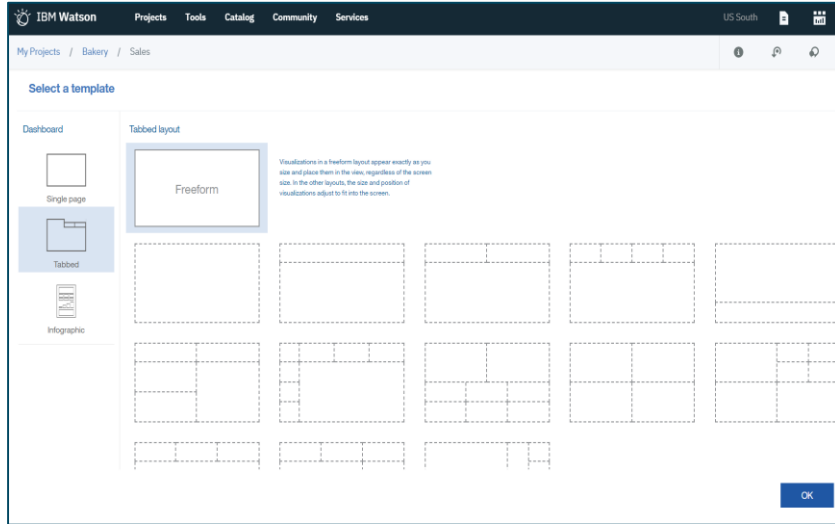 IBM Watson Projects Tools Catalog Community Services US South
My Projects / Bakery / Sales
Select a template
Dashboard
Tabbed layout
Single page
Tabbed
Infographic
Freeform
Visualizations in a freeform layout appear exactly as you
size and place them in the view, regardless of the screen
size. In the other layouts, the size and position of
visualizations adjust to fit into the screen.
OK